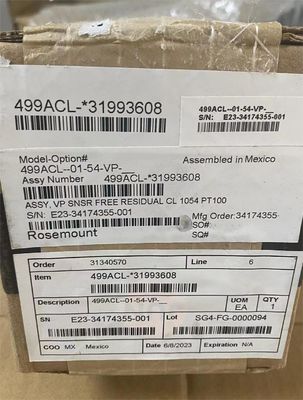 499ACL-*31993608
499ACL--01-54-VP-
S/N: E23-34174355-001
Model-Option# Assembled in Mexico
499ACL--01-54-VP-
Assy Number 499ACL-*31993608
ASSY, VP SNSR FREE RESIDUAL CL 1054 PT100
S/N: E23-34174355-001 Mfg Order:34174355-
Rosemount SO#
SQ#
Order 31340570 Line 6
Item 499ACL-*31993608
Description 499ACL--01-54-VP-__ UOM EA QTY 1
SN E23-34174355-001 Lot SG4-FG-0000094
COO MX Mexico Trans Date 6/8/2023 Expiration N/A